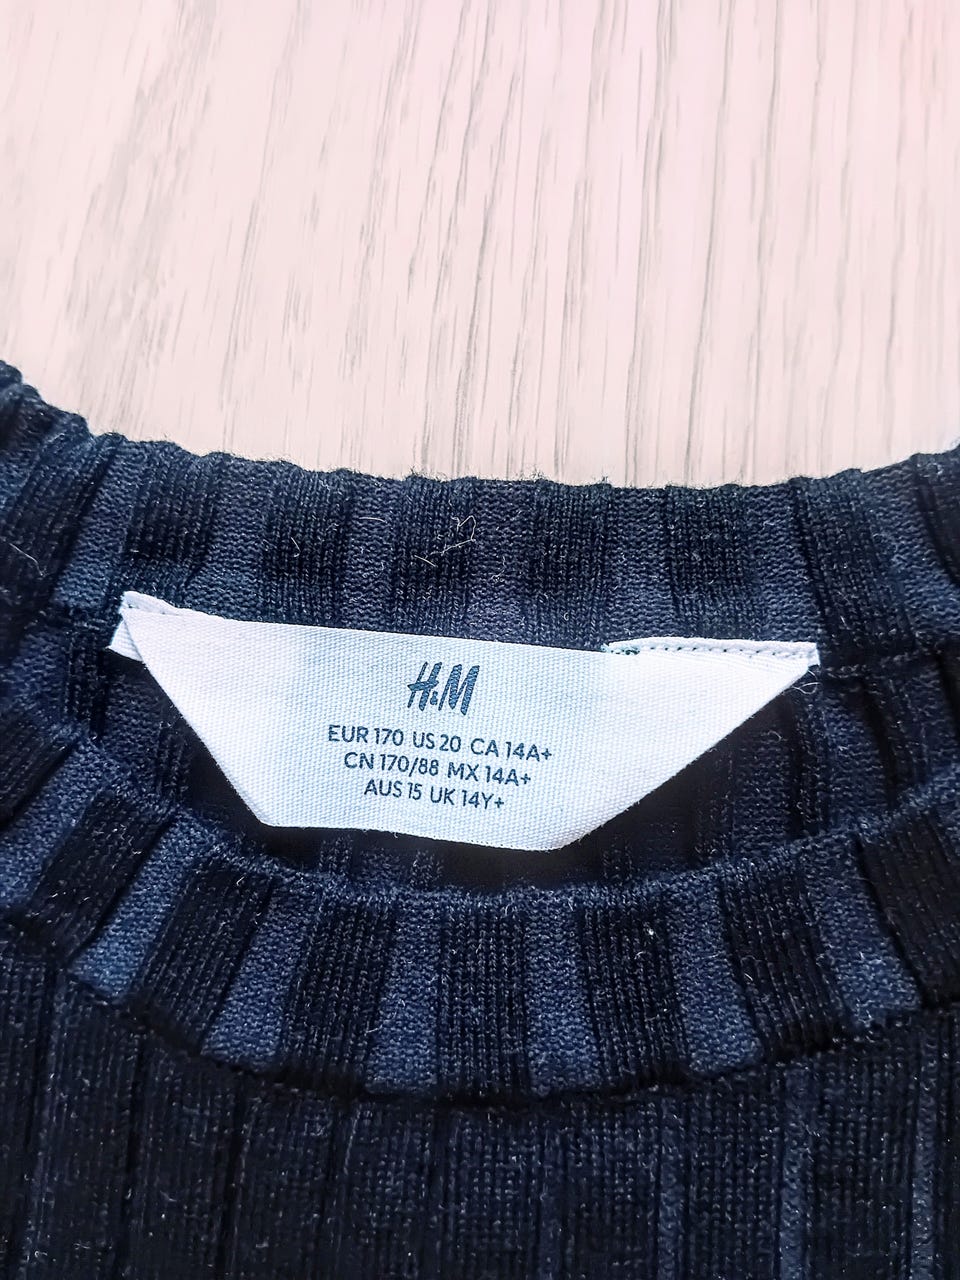 H&M
EUR 170 US 20 CA 14A+
CN 170/88 MX 14A+
AUS 15 UK 14Y+